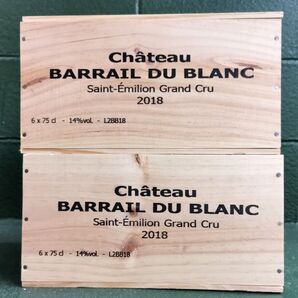 Château
BARRAIL DU BLANC
Saint-Émilion Grand Cru
2018
6 x 75 cl - 14%vol. - L2BB18
Château
BARRAIL DU BLANC
Saint-Émilion Grand Cru
2018
6 x 75 cl - 14%vol. - L2BB18